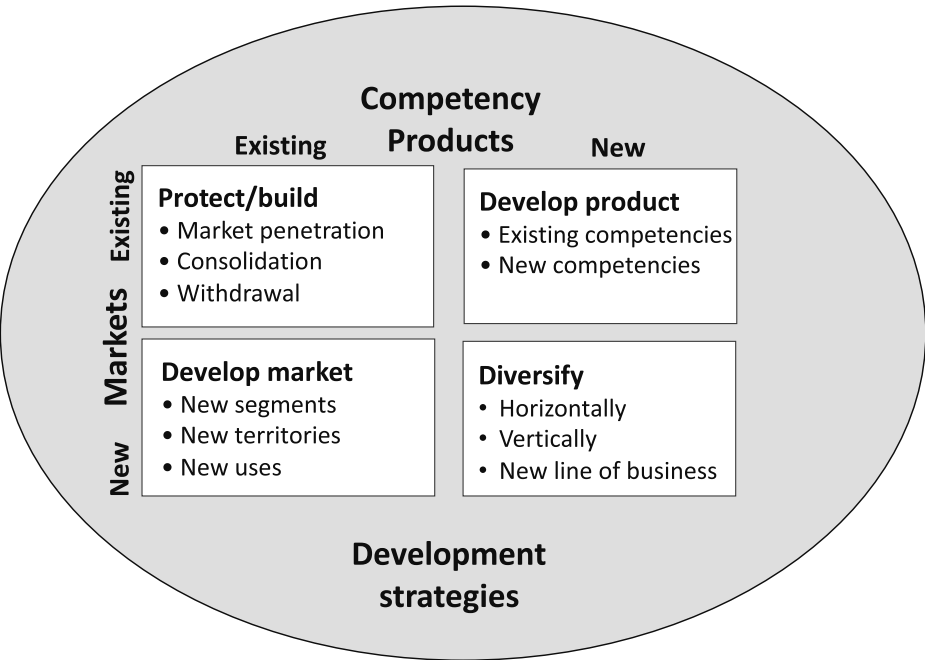 Competency
Products
Existing
New
Existing
Markets
New
Protect/build
• Market penetration
• Consolidation
• Withdrawal
Develop product
• Existing competencies
• New competencies
Develop market
• New segments
• New territories
• New uses
Diversify
• Horizontally
• Vertically
• New line of business
Development
strategies